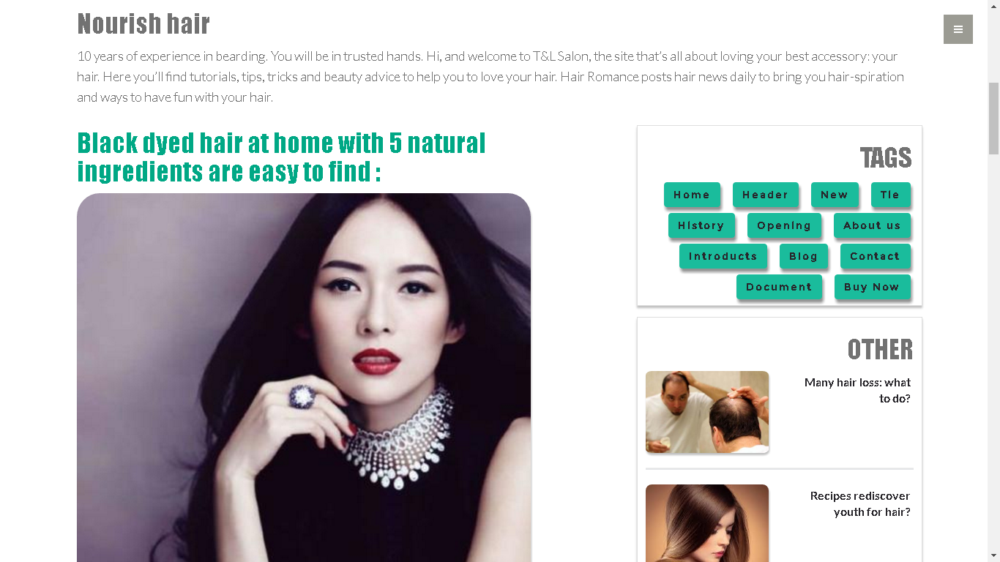 Nourish hair
10 years of experience in bearding. You will be in trusted hands. Hi, and welcome to T&L Salon, the site that’s all about loving your best accessory: your
hair. Here you’ll find tutorials, tips, tricks and beauty advice to help you to love your hair. Hair Romance posts hair news daily to bring you hair-spiration
and ways to have fun with your hair.
Black dyed hair at home with 5 natural
ingredients are easy to find :
TAGS
Home Header New Tie
History Opening About us
Introducts Blog Contact
Document Buy Now
OTHER
Many hair loss: what
to do?
Recipes rediscover
youth for hair?